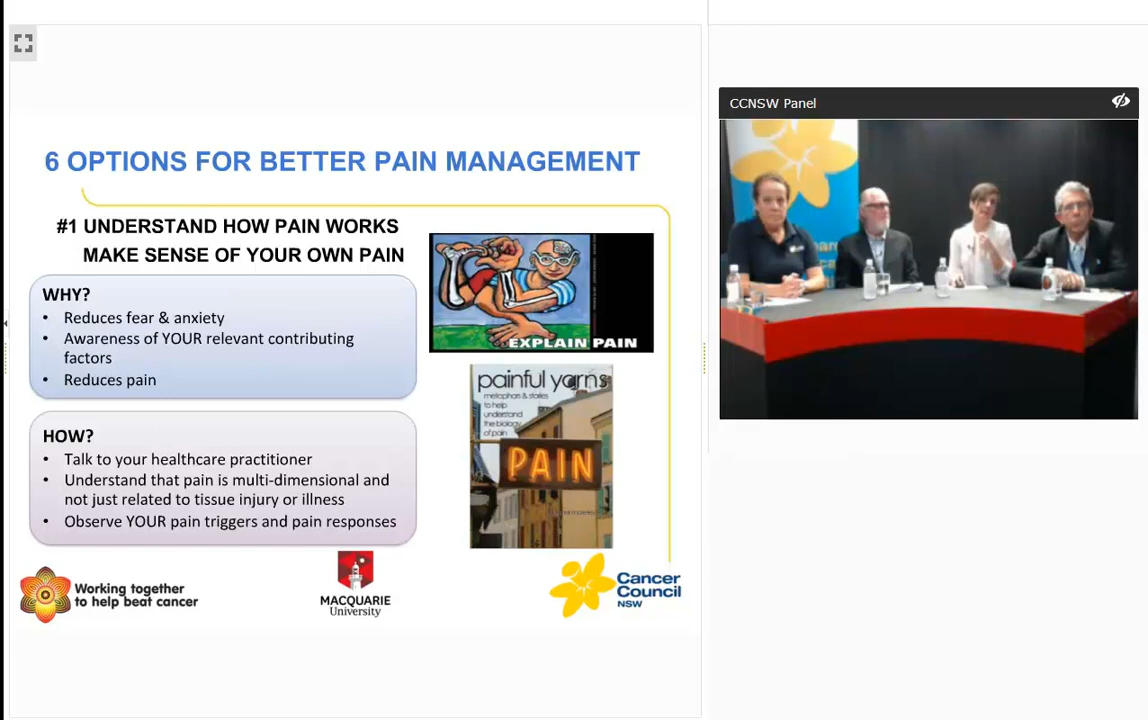 6 OPTIONS FOR BETTER PAIN MANAGEMENT
#1 UNDERSTAND HOW PAIN WORKS
MAKE SENSE OF YOUR OWN PAIN
WHY?
• Reduces fear & anxiety
• Awareness of YOUR relevant contributing
factors
• Reduces pain
HOW?
• Talk to your healthcare practitioner
• Understand that pain is multi-dimensional and
not just related to tissue injury or illness
• Observe YOUR pain triggers and pain responses
EXPLAIN PAIN
painful yarns
metaphors & stories
to help
understand
the biology
of pain
PAIN
Working together
to help beat cancer
MACQUARIE
University
Cancer
Council
NSW
CCNSW Panel